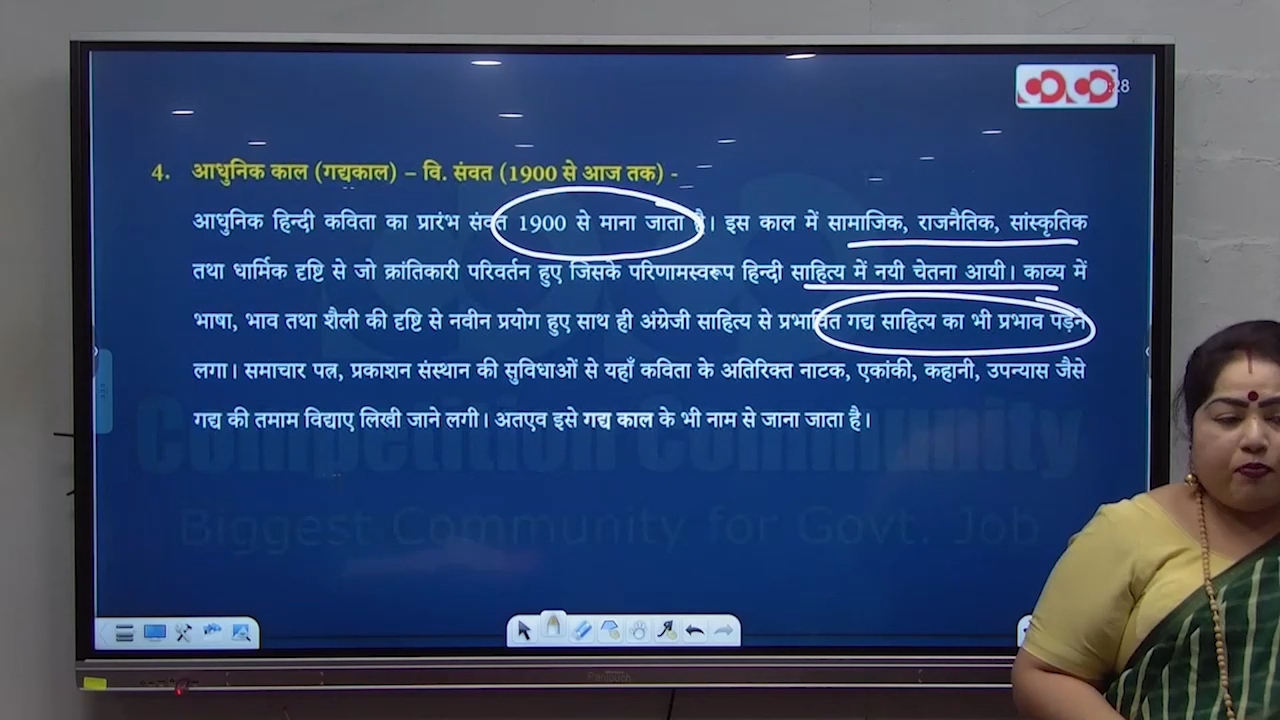 :28
4. आधुनिक काल (गद्यकाल) – वि. संवत (1900 से आज तक) -
आधुनिक हिन्दी कविता का प्रारंभ संवत 1900 से माना जाता है। इस काल में सामाजिक, राजनैतिक, सांस्कृतिक
तथा धार्मिक दृष्टि से जो क्रांतिकारी परिवर्तन हुए जिसके परिणामस्वरूप हिन्दी साहित्य में नयी चेतना आयी। काव्य में
भाषा, भाव तथा शैली की दृष्टि से नवीन प्रयोग हुए साथ ही अंग्रेजी साहित्य से प्रभावित गद्य साहित्य का भी प्रभाव पड़ने
लगा। समाचार पत्र, प्रकाशन संस्थान की सुविधाओं से यहाँ कविता के अतिरिक्त नाटक, एकांकी, कहानी, उपन्यास जैसे
गद्य की तमाम विद्याए लिखी जाने लगी। अतएव इसे गद्य काल के भी नाम से जाना जाता है।
Competition Community
Biggest Community for Govt. Job